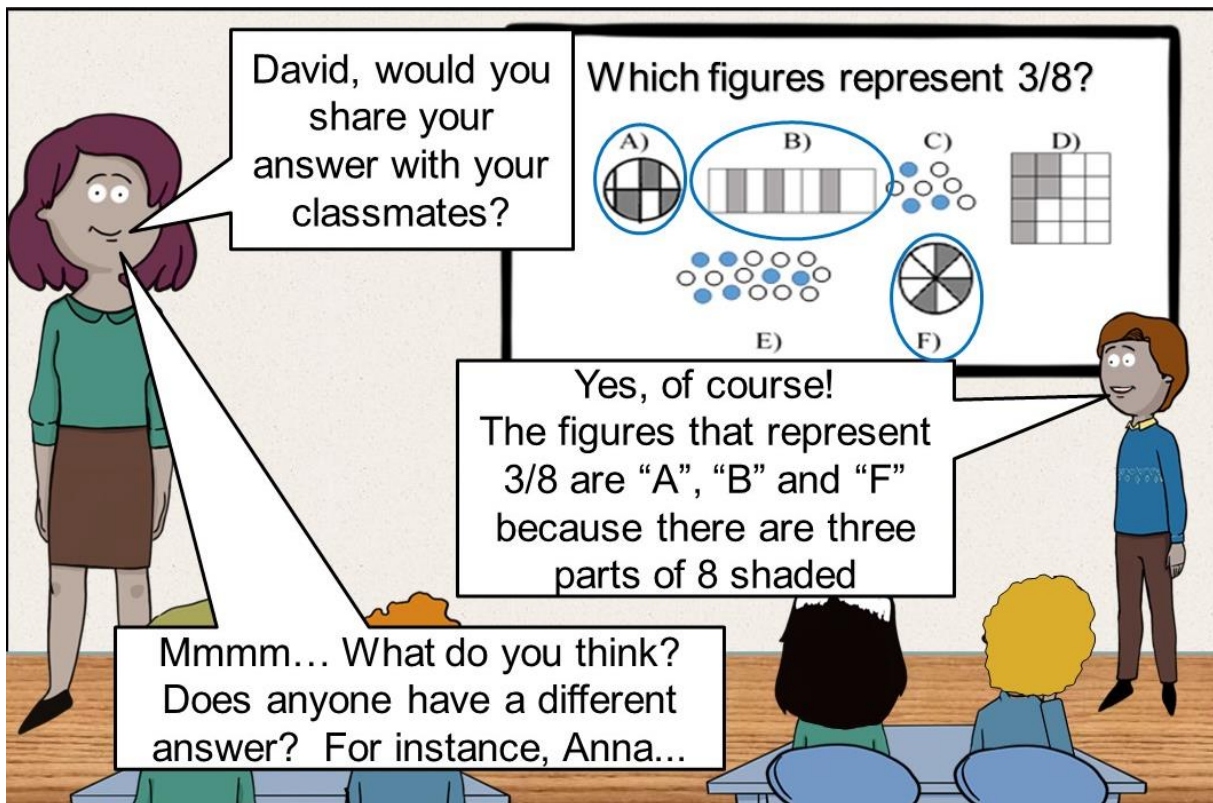 David, would you
share your
answer with your
classmates?
Which figures represent 3/8?
A)
B)
C)
D)
E)
F)
Yes, of course!
The figures that represent
3/8 are “A”, “B” and “F”
because there are three
parts of 8 shaded
Mmmm… What do you think?
Does anyone have a different
answer?  For instance, Anna...